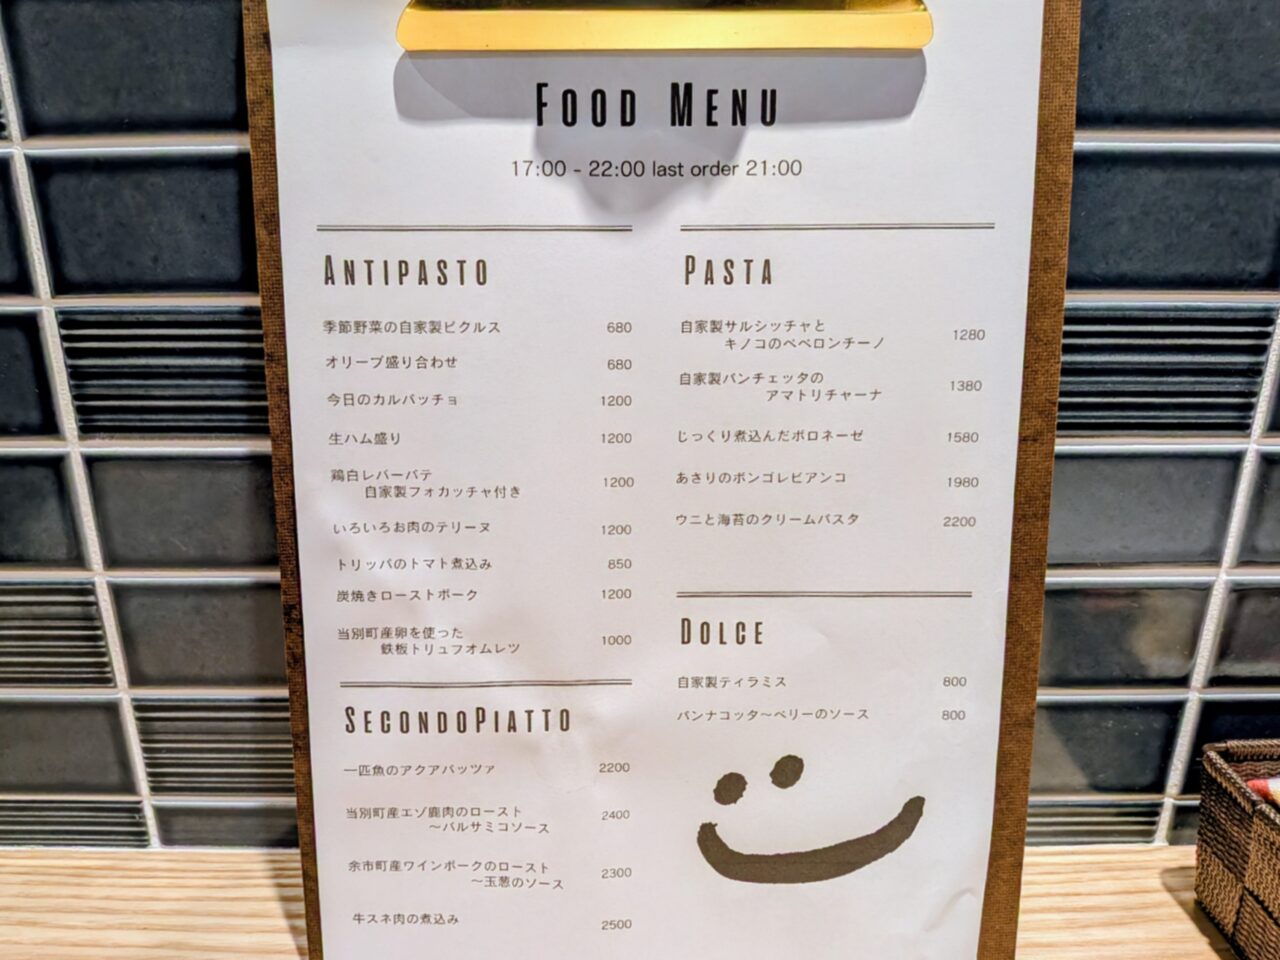 FOOD MENU
17:00 - 22:00 last order 21:00
ANTIPASTO
季節野菜の自家製ピクルス 680
オリーブ盛り合わせ 680
今日のカルパッチョ 1200
生ハム盛り 1200
鶏白レバーパテ
自家製フォカッチャ付き 1200
いろいろお肉のテリーヌ 1200
トリッパのトマト煮込み 850
炭焼きローストポーク 1200
当別町産卵を使った
鉄板トリュフオムレツ 1000
SECONDOPIATTO
一匹魚のアクアパッツァ 2200
当別町産エゾ鹿肉のロースト
〜バルサミコソース 2400
余市町産ワインポークのロースト
〜玉葱のソース 2300
牛スネ肉の煮込み 2500
PASTA
自家製サルシッチャと
キノコのペペロンチーノ 1280
自家製パンチェッタの
アマトリチャーナ 1380
じっくり煮込んだボロネーゼ 1580
あさりのボンゴレビアンコ 1980
ウニと海苔のクリームパスタ 2200
DOLCE
自家製ティラミス 800
パンナコッタ〜ベリーのソース 800